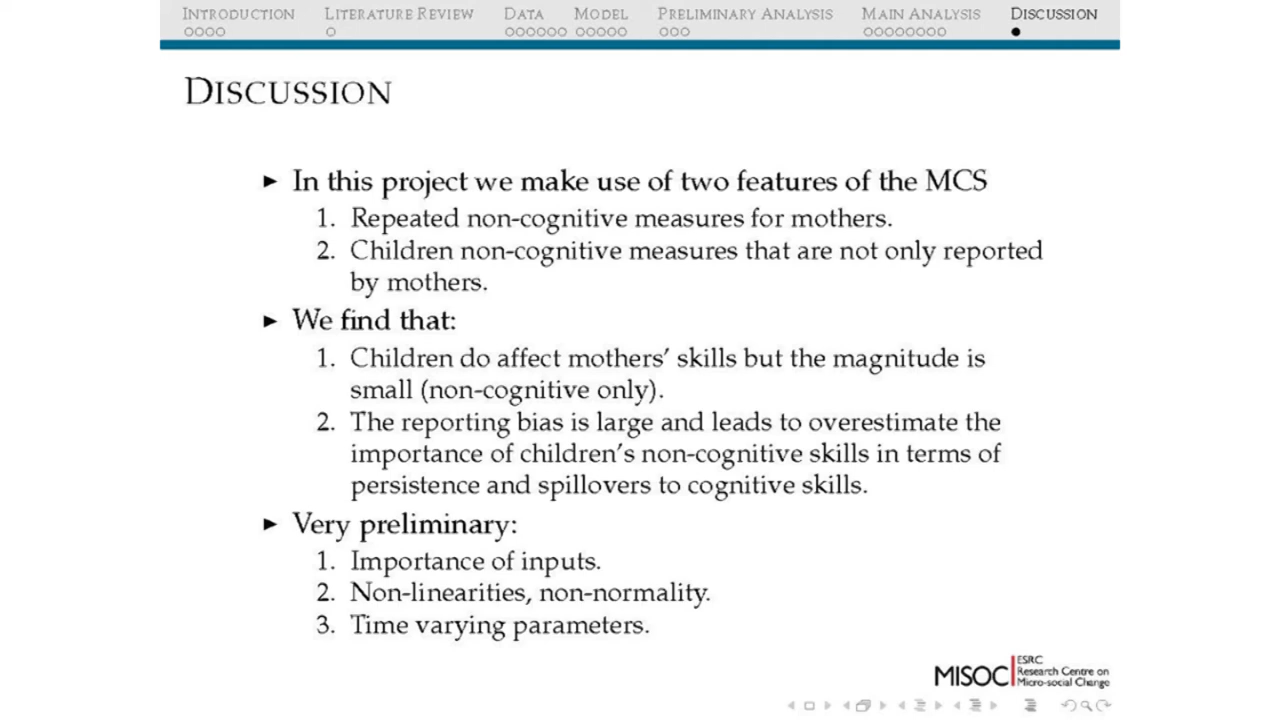 INTRODUCTION LITERATURE REVIEW DATA MODEL PRELIMINARY ANALYSIS MAIN ANALYSIS DISCUSSION
DISCUSSION
In this project we make use of two features of the MCS
1. Repeated non-cognitive measures for mothers.
2. Children non-cognitive measures that are not only reported
by mothers.
We find that:
1. Children do affect mothers' skills but the magnitude is
small (non-cognitive only).
2. The reporting bias is large and leads to overestimate the
importance of children's non-cognitive skills in terms of
persistence and spillovers to cognitive skills.
Very preliminary:
1. Importance of inputs.
2. Non-linearities, non-normality.
3. Time varying parameters.
MISOC
ESRC
Research Centre on
Micro-social Change